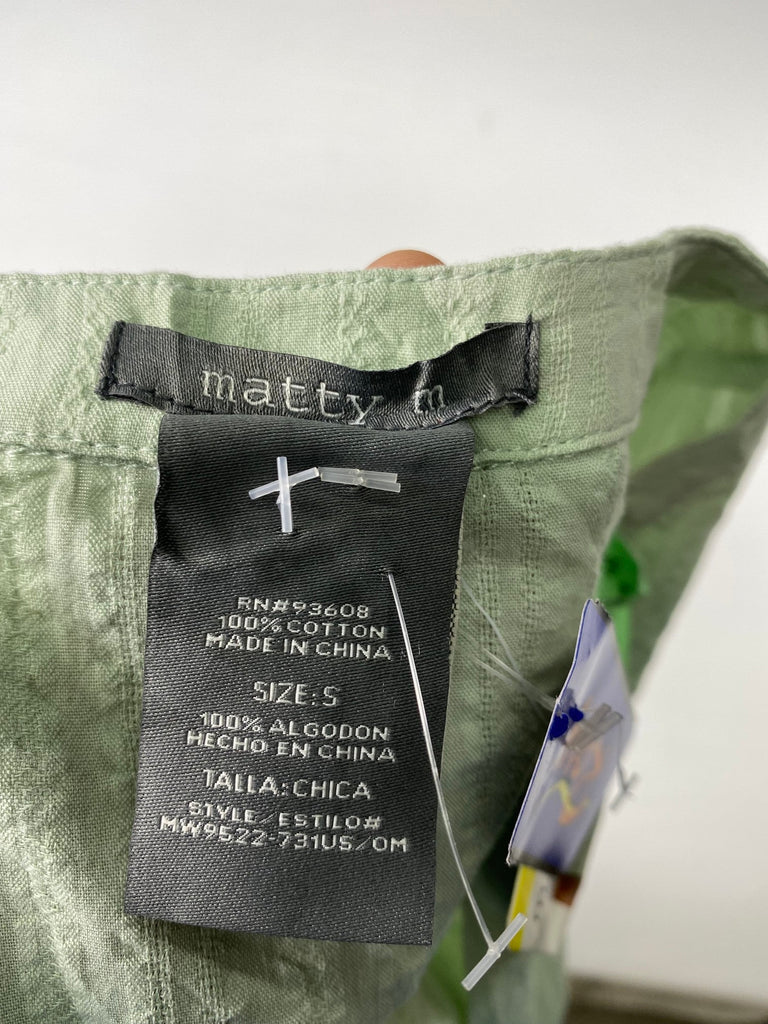 matty m
RN#93608
100% COTTON
MADE IN CHINA
SIZE:S
100% ALGODON
HECHO EN CHINA
TALLA:CHICA
STYLE/ESTILO#
MW9522-731US/OM